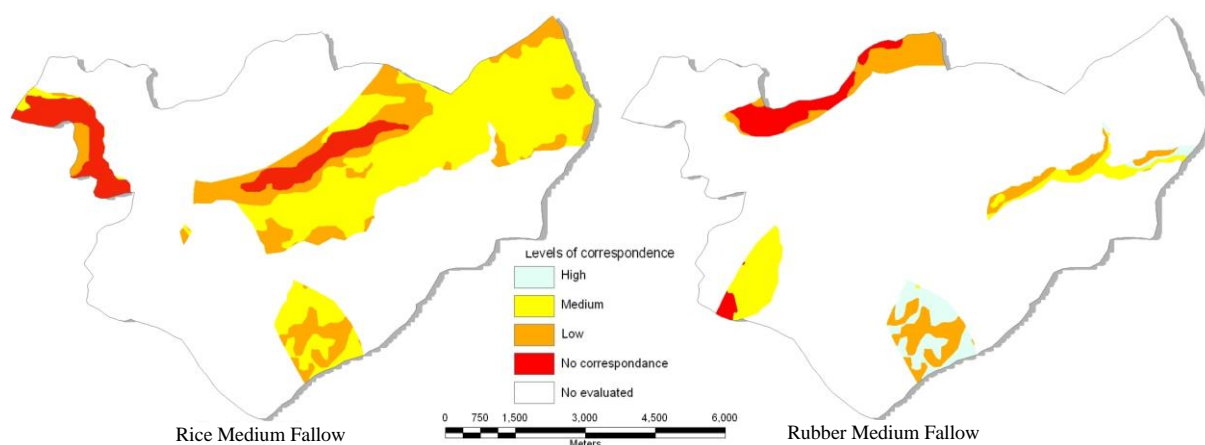 Levels of correspondence
High
Medium
Low
No correspondance
No evaluated
0 750 1,500 3,000 4,500 6,000
Meters
Rice Medium Fallow
Rubber Medium Fallow